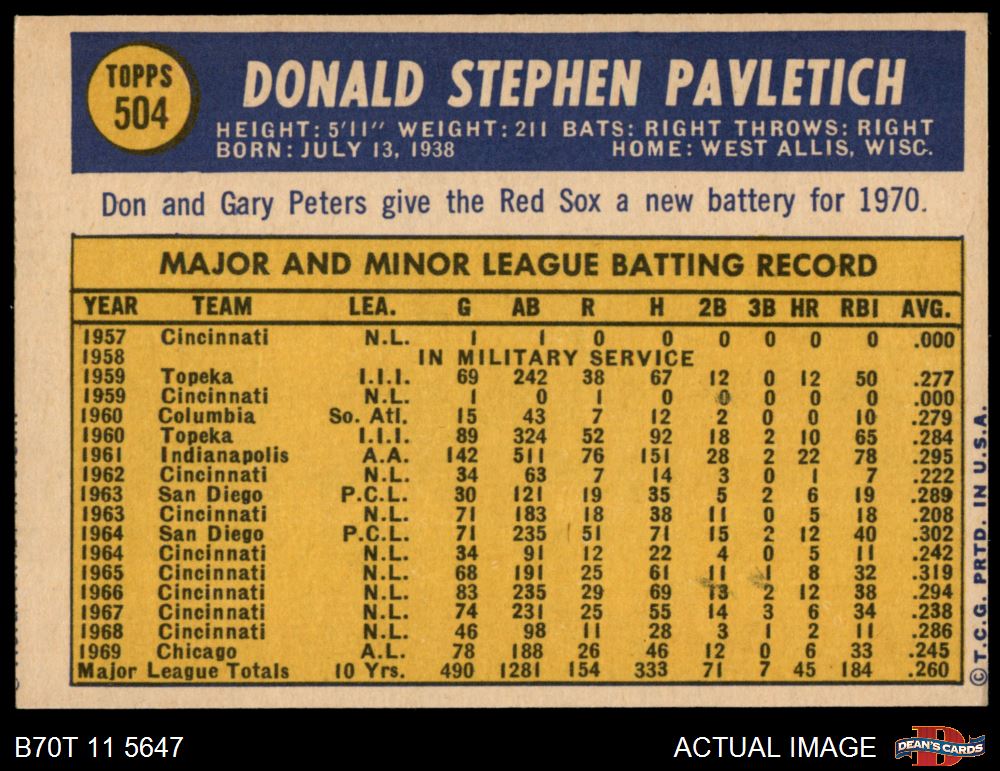 TOPPS
504
DONALD STEPHEN PAVLETICH
HEIGHT: 5'11" WEIGHT: 211 BATS: RIGHT THROWS: RIGHT
BORN: JULY 13, 1938 HOME: WEST ALLIS, WISC.
Don and Gary Peters give the Red Sox a new battery for 1970.
MAJOR AND MINOR LEAGUE BATTING RECORD
YEAR TEAM LEA. G AB R H 2B 3B HR RBI AVG.
1957 Cincinnati N.L. 1 1 0 0 0 0 0 0 .000
1958 IN MILITARY SERVICE
1959 Topeka I.I.I. 69 242 38 67 12 0 12 50 .277
1959 Cincinnati N.L. 1 0 1 0 0 0 0 0 .000
1960 Columbia So. Atl. 15 43 7 12 2 0 0 10 .279
1960 Topeka I.I.I. 89 324 52 92 18 2 10 65 .284
1961 Indianapolis A.A. 142 511 76 151 28 2 22 78 .295
1962 Cincinnati N.L. 34 63 7 14 3 0 1 7 .222
1963 San Diego P.C.L. 30 121 19 35 5 2 6 19 .289
1963 Cincinnati N.L. 71 183 18 38 11 0 5 18 .208
1964 San Diego P.C.L. 71 235 51 71 15 2 12 40 .302
1964 Cincinnati N.L. 34 91 12 22 4 0 5 11 .242
1965 Cincinnati N.L. 68 191 25 61 11 1 8 32 .319
1966 Cincinnati N.L. 83 235 29 69 13 2 12 38 .294
1967 Cincinnati N.L. 74 231 25 55 14 3 6 34 .238
1968 Cincinnati N.L. 46 98 11 28 3 1 2 11 .286
1969 Chicago A.L. 78 188 26 46 12 0 6 33 .245
Major League Totals 10 Yrs. 490 1281 154 333 71 7 45 184 .260
©T.C.G. PRTD. IN U.S.A.
B70T 11 5647 ACTUAL IMAGE
D
DEAN'S CARDS